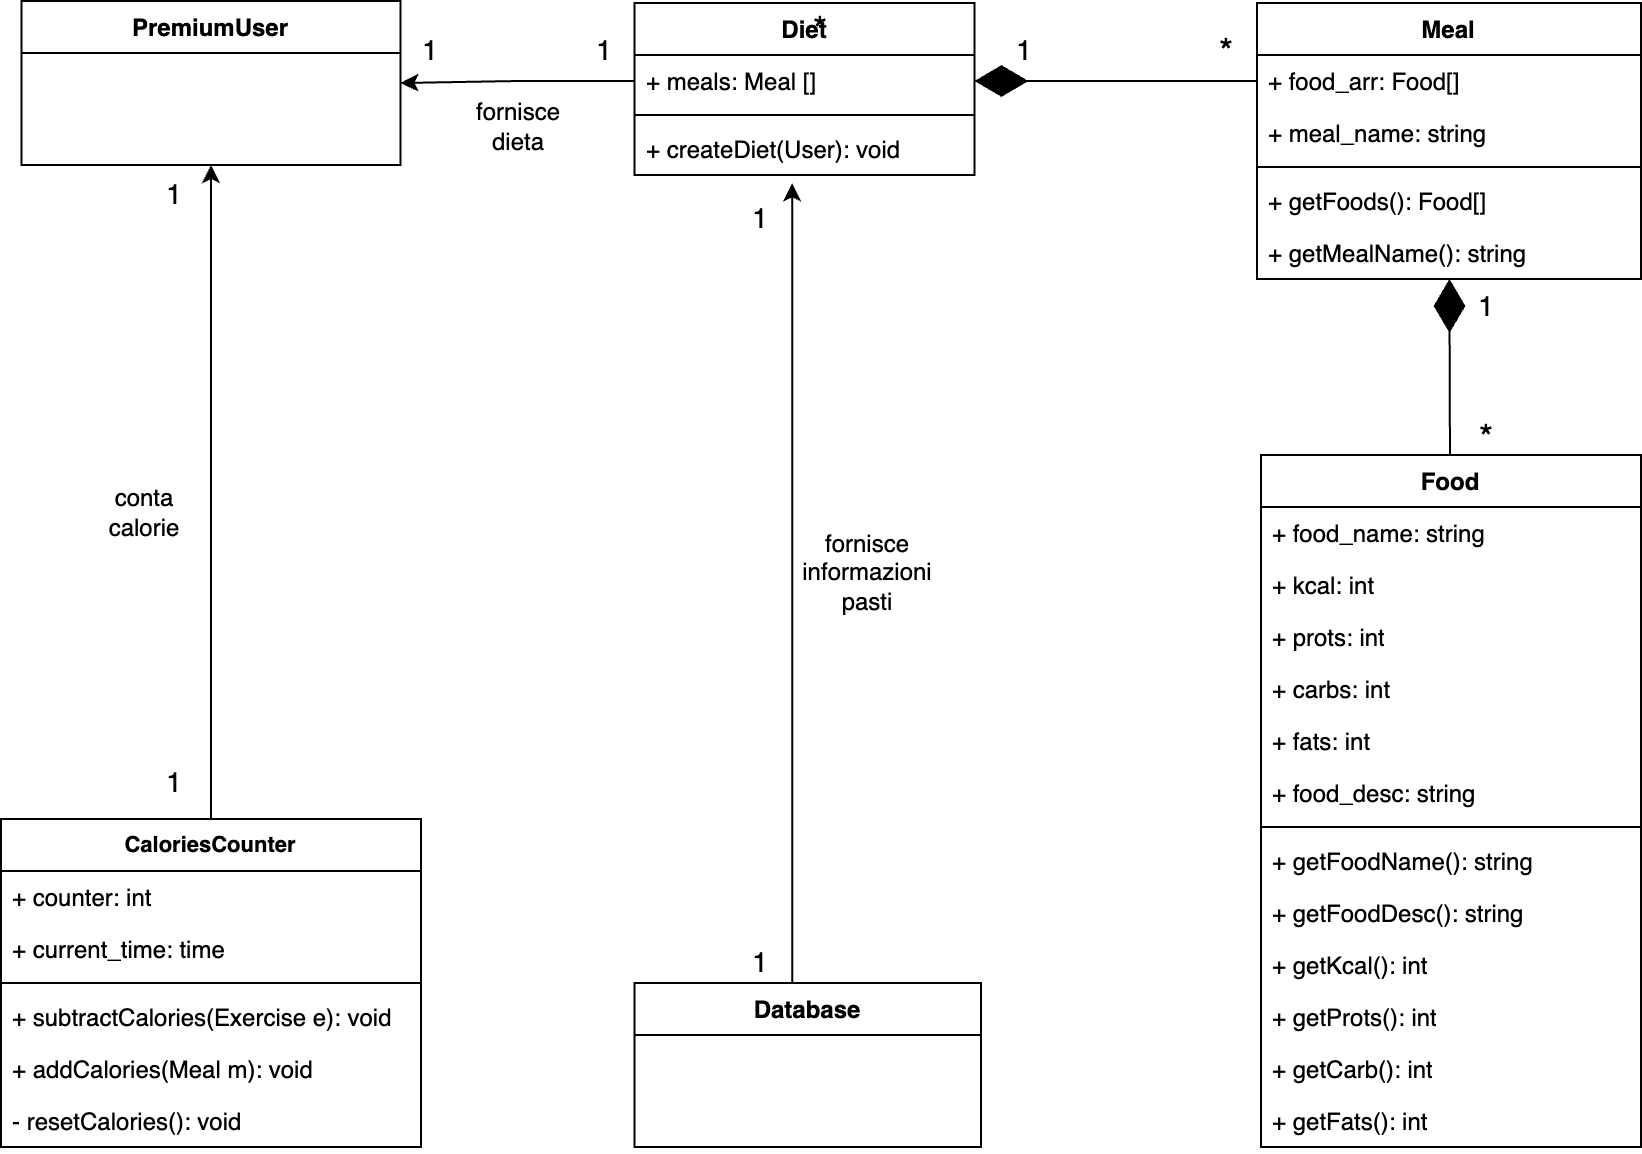 PremiumUser
1
1
fornisce
dieta
Diet
*
+ meals: Meal []
+ createDiet(User): void
1
*
Meal
+ food_arr: Food[]
+ meal_name: string
+ getFoods(): Food[]
+ getMealName(): string
1
*
1
conta
calorie
1
1
fornisce
informazioni
pasti
1
Food
+ food_name: string
+ kcal: int
+ prots: int
+ carbs: int
+ fats: int
+ food_desc: string
+ getFoodName(): string
+ getFoodDesc(): string
+ getKcal(): int
+ getProts(): int
+ getCarb(): int
+ getFats(): int
CaloriesCounter
+ counter: int
+ current_time: time
+ subtractCalories(Exercise e): void
+ addCalories(Meal m): void
- resetCalories(): void
Database